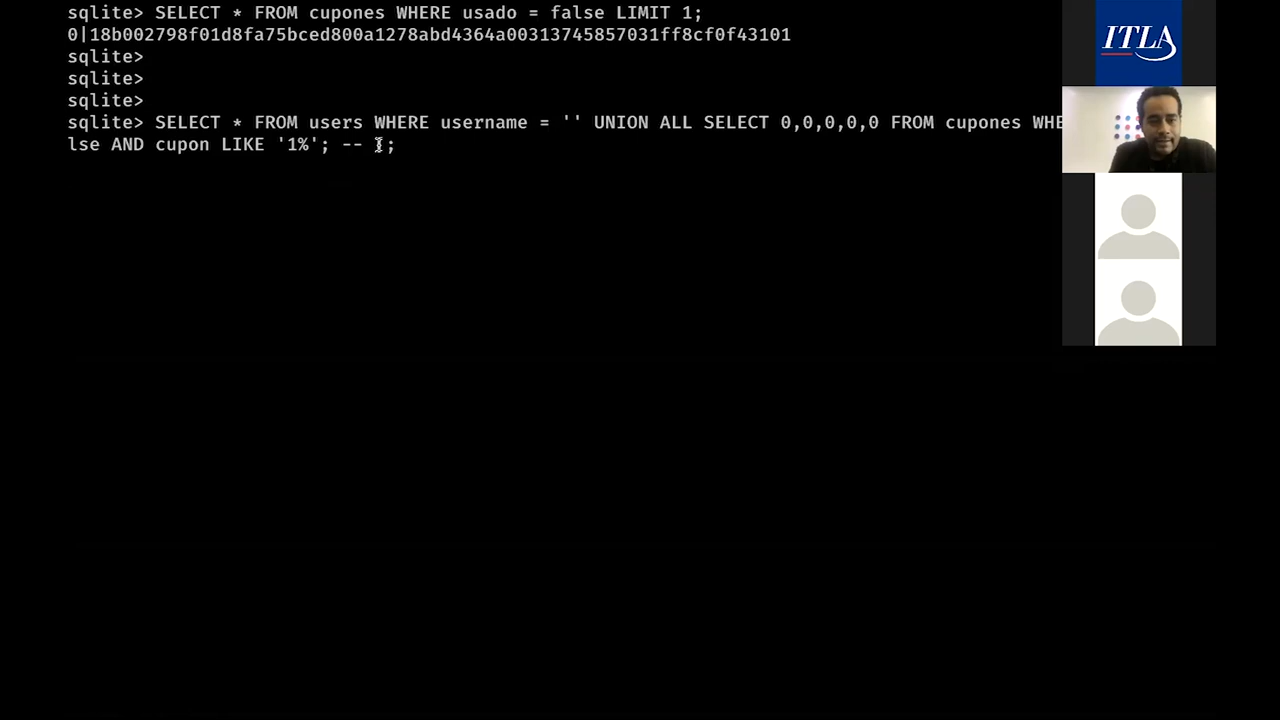 sqlite> SELECT * FROM cupones WHERE usado = false LIMIT 1;
0|18b002798f01d8fa75bced800a1278abd4364a00313745857031ff8cf0f43101
sqlite>
sqlite>
sqlite>
sqlite> SELECT * FROM users WHERE username = '' UNION ALL SELECT 0,0,0,0,0 FROM cupones WHE
lse AND cupon LIKE '1%'; -- ';
ITLA